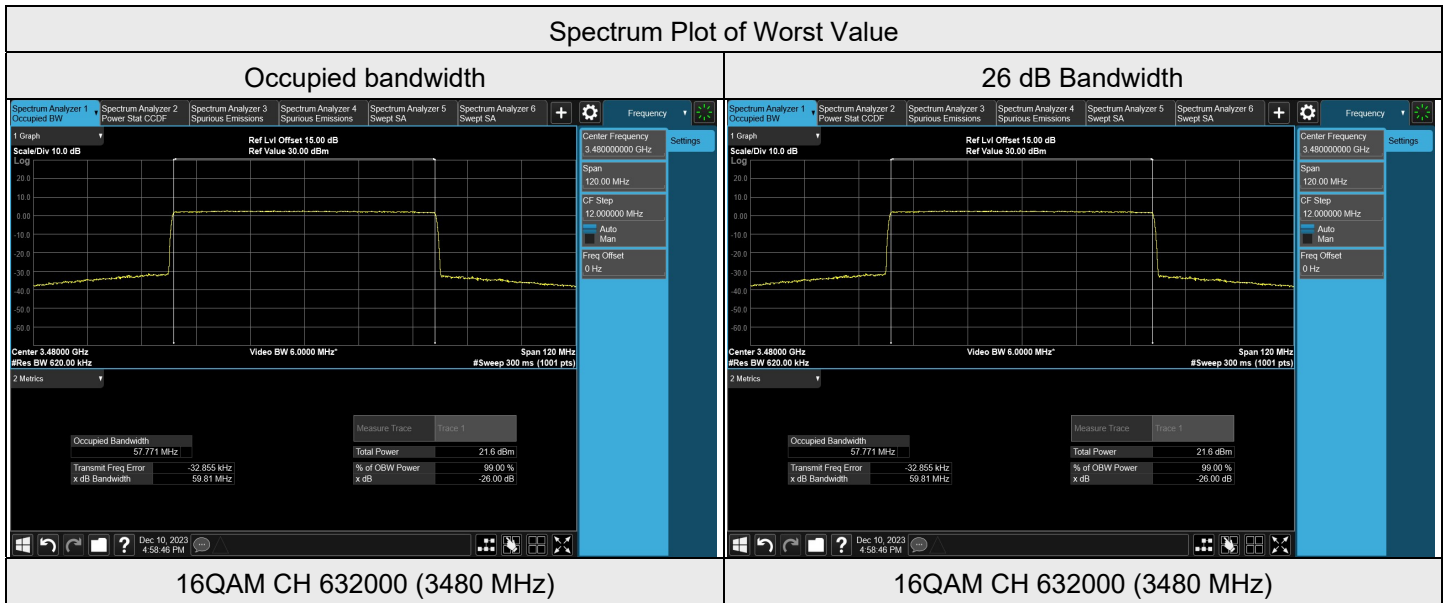 Spectrum Plot of Worst Value
Occupied bandwidth
26 dB Bandwidth
Spectrum Analyzer 1
Occupied BW
Spectrum Analyzer 2
Power Stat CCDF
Spectrum Analyzer 3
Spurious Emissions
Spectrum Analyzer 4
Spurious Emissions
Spectrum Analyzer 5
Swept SA
Spectrum Analyzer 6
Swept SA
+
Frequency
1 Graph
Scale/Div 10.0 dB
Log
Ref Lvl Offset 15.00 dB
Ref Value 30.00 dBm
20.0
10.0
0.00
-10.0
-20.0
-30.0
-40.0
-50.0
-60.0
Center 3.48000 GHz
#Res BW 620.00 kHz
Video BW 6.0000 MHz*
Span 120 MHz
#Sweep 300 ms (1001 pts)
Center Frequency
3.480000000 GHz
Settings
Span
120.00 MHz
CF Step
12.000000 MHz
Auto
Man
Freq Offset
0 Hz
2 Metrics
Measure Trace Trace 1
Occupied Bandwidth
57.771 MHz
Total Power 21.6 dBm
Transmit Freq Error -32.855 kHz
% of OBW Power 99.00 %
x dB Bandwidth 59.81 MHz
x dB -26.00 dB
?
Dec 10, 2023
4:58:46 PM
Spectrum Analyzer 1
Occupied BW
Spectrum Analyzer 2
Power Stat CCDF
Spectrum Analyzer 3
Spurious Emissions
Spectrum Analyzer 4
Spurious Emissions
Spectrum Analyzer 5
Swept SA
Spectrum Analyzer 6
Swept SA
+
Frequency
1 Graph
Scale/Div 10.0 dB
Log
Ref Lvl Offset 15.00 dB
Ref Value 30.00 dBm
20.0
10.0
0.00
-10.0
-20.0
-30.0
-40.0
-50.0
-60.0
Center 3.48000 GHz
#Res BW 620.00 kHz
Video BW 6.0000 MHz*
Span 120 MHz
#Sweep 300 ms (1001 pts)
Center Frequency
3.480000000 GHz
Settings
Span
120.00 MHz
CF Step
12.000000 MHz
Auto
Man
Freq Offset
0 Hz
2 Metrics
Measure Trace Trace 1
Occupied Bandwidth
57.771 MHz
Total Power 21.6 dBm
Transmit Freq Error -32.855 kHz
% of OBW Power 99.00 %
x dB Bandwidth 59.81 MHz
x dB -26.00 dB
?
Dec 10, 2023
4:58:46 PM
16QAM CH 632000 (3480 MHz)
16QAM CH 632000 (3480 MHz)